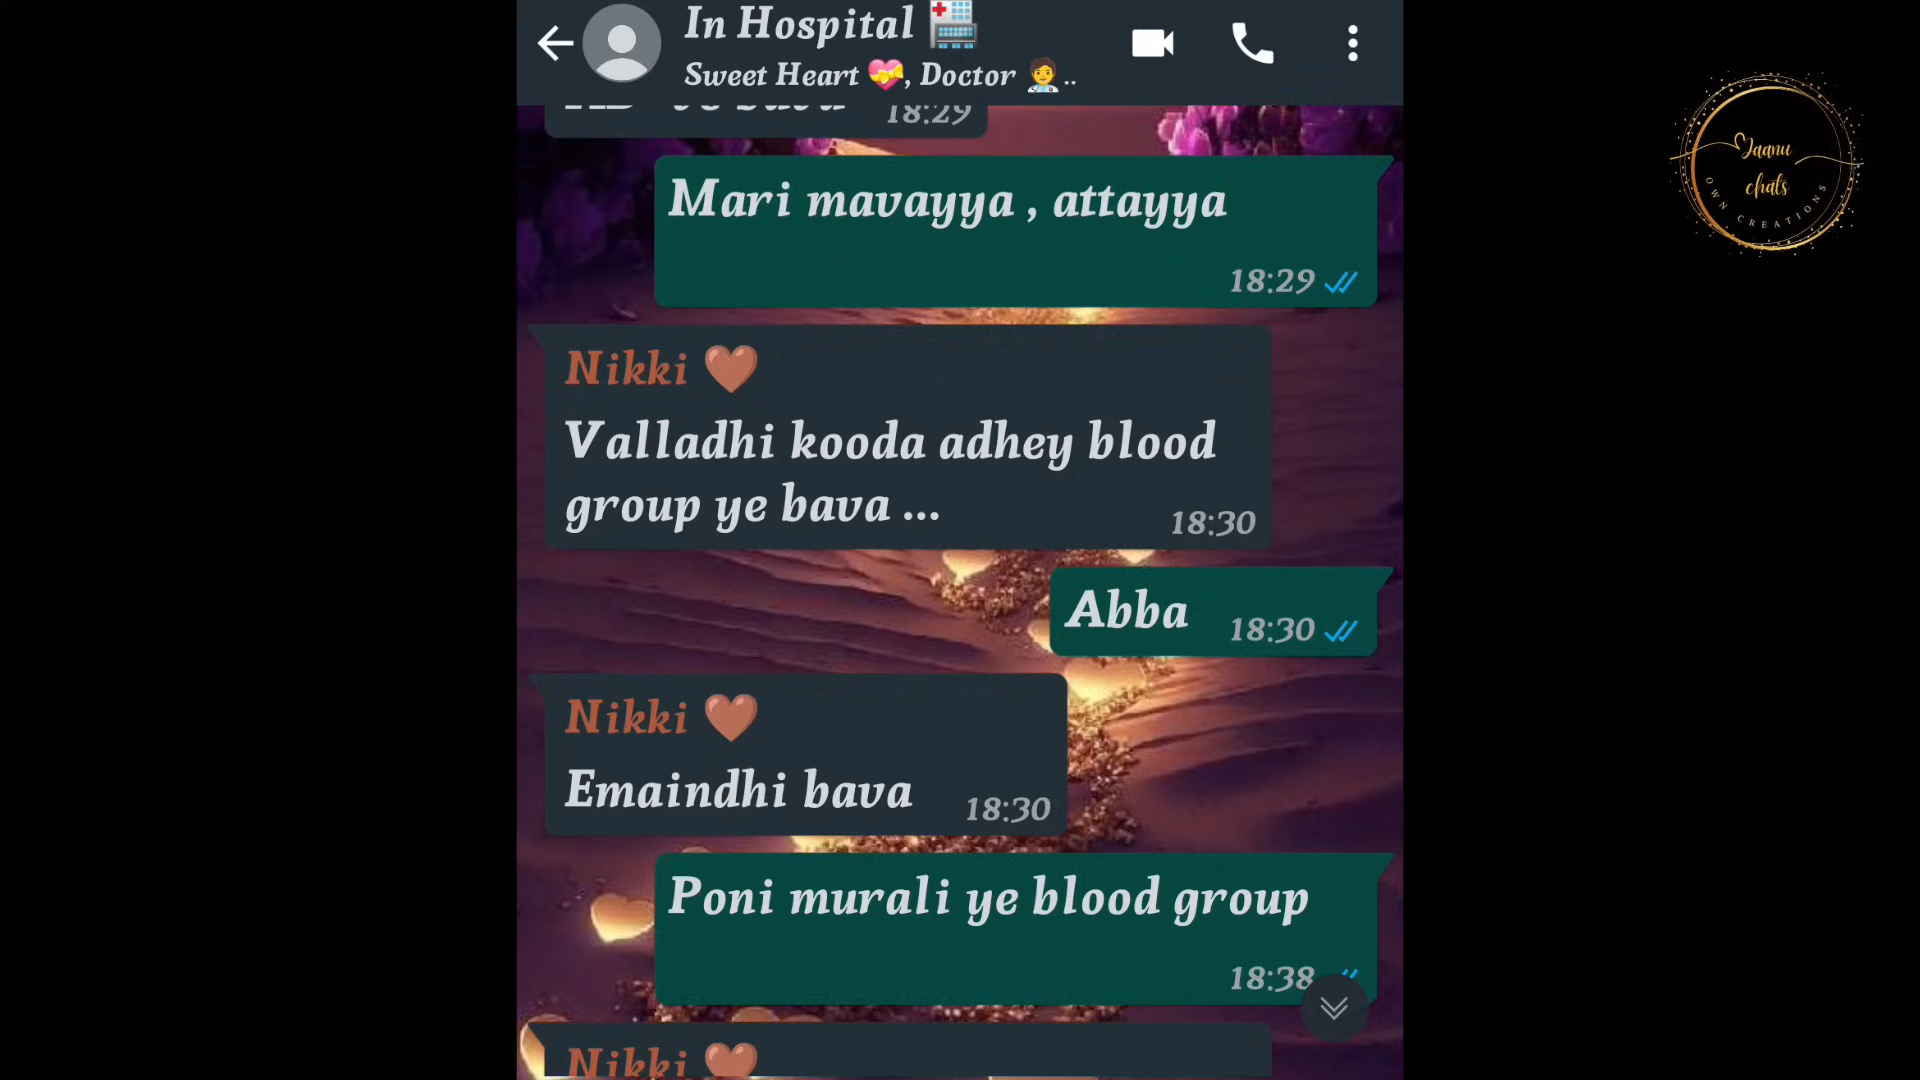 In Hospital 🏥
Sweet Heart 💝, Doctor 🧑‍⚕️..
18:29
Mari mavayya , attayya
18:29
Nikki 🤎
Valladhi kooda adhey blood
group ye bava ...
18:30
Abba 18:30
Nikki 🤎
Emaindhi bava 18:30
Poni murali ye blood group
18:38
Nikki 🤎
Jaanu
chats
OWN CREATIONS